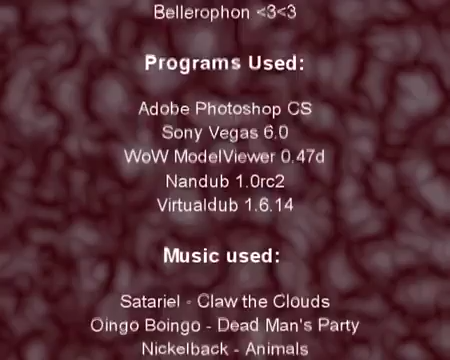 Bellerophon <3<3
Programs Used:
Adobe Photoshop CS
Sony Vegas 6.0
WoW ModelViewer 0.47d
Nandub 1.0rc2
Virtualdub 1.6.14
Music used:
Satariel - Claw the Clouds
Oingo Boingo - Dead Man's Party
Nickelback - Animals